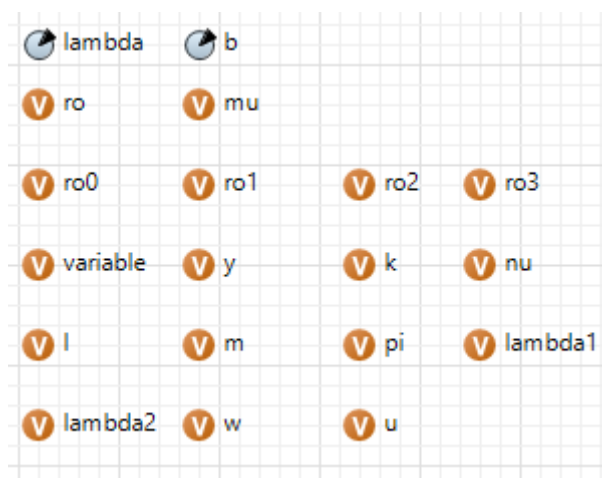 lambda b
V ro V mu
V ro0 V ro1 V ro2 V ro3
V variable V y V k V nu
V l V m V pi V lambda1
V lambda2 V w V u